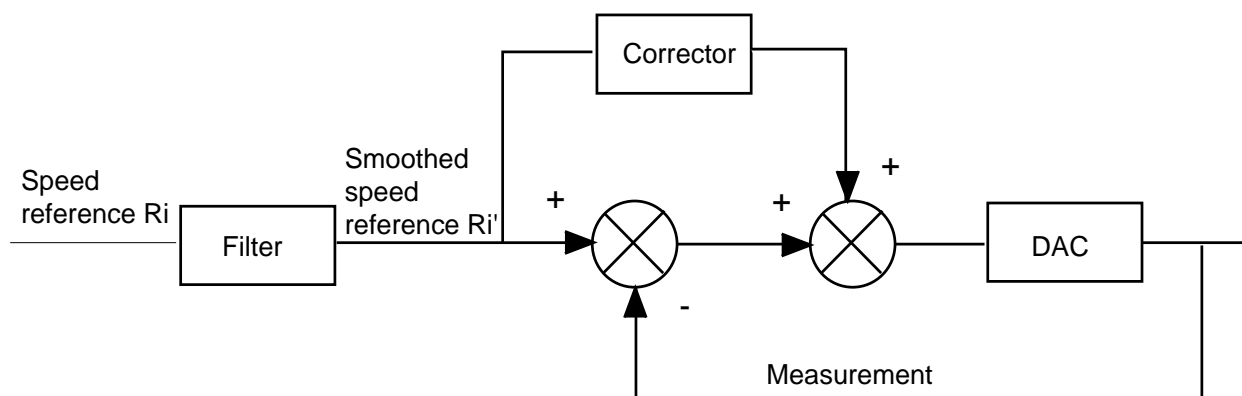 Corrector
Speed
reference Ri
Smoothed
speed
reference Ri'
Filter
+
+
+
-
DAC
Measurement